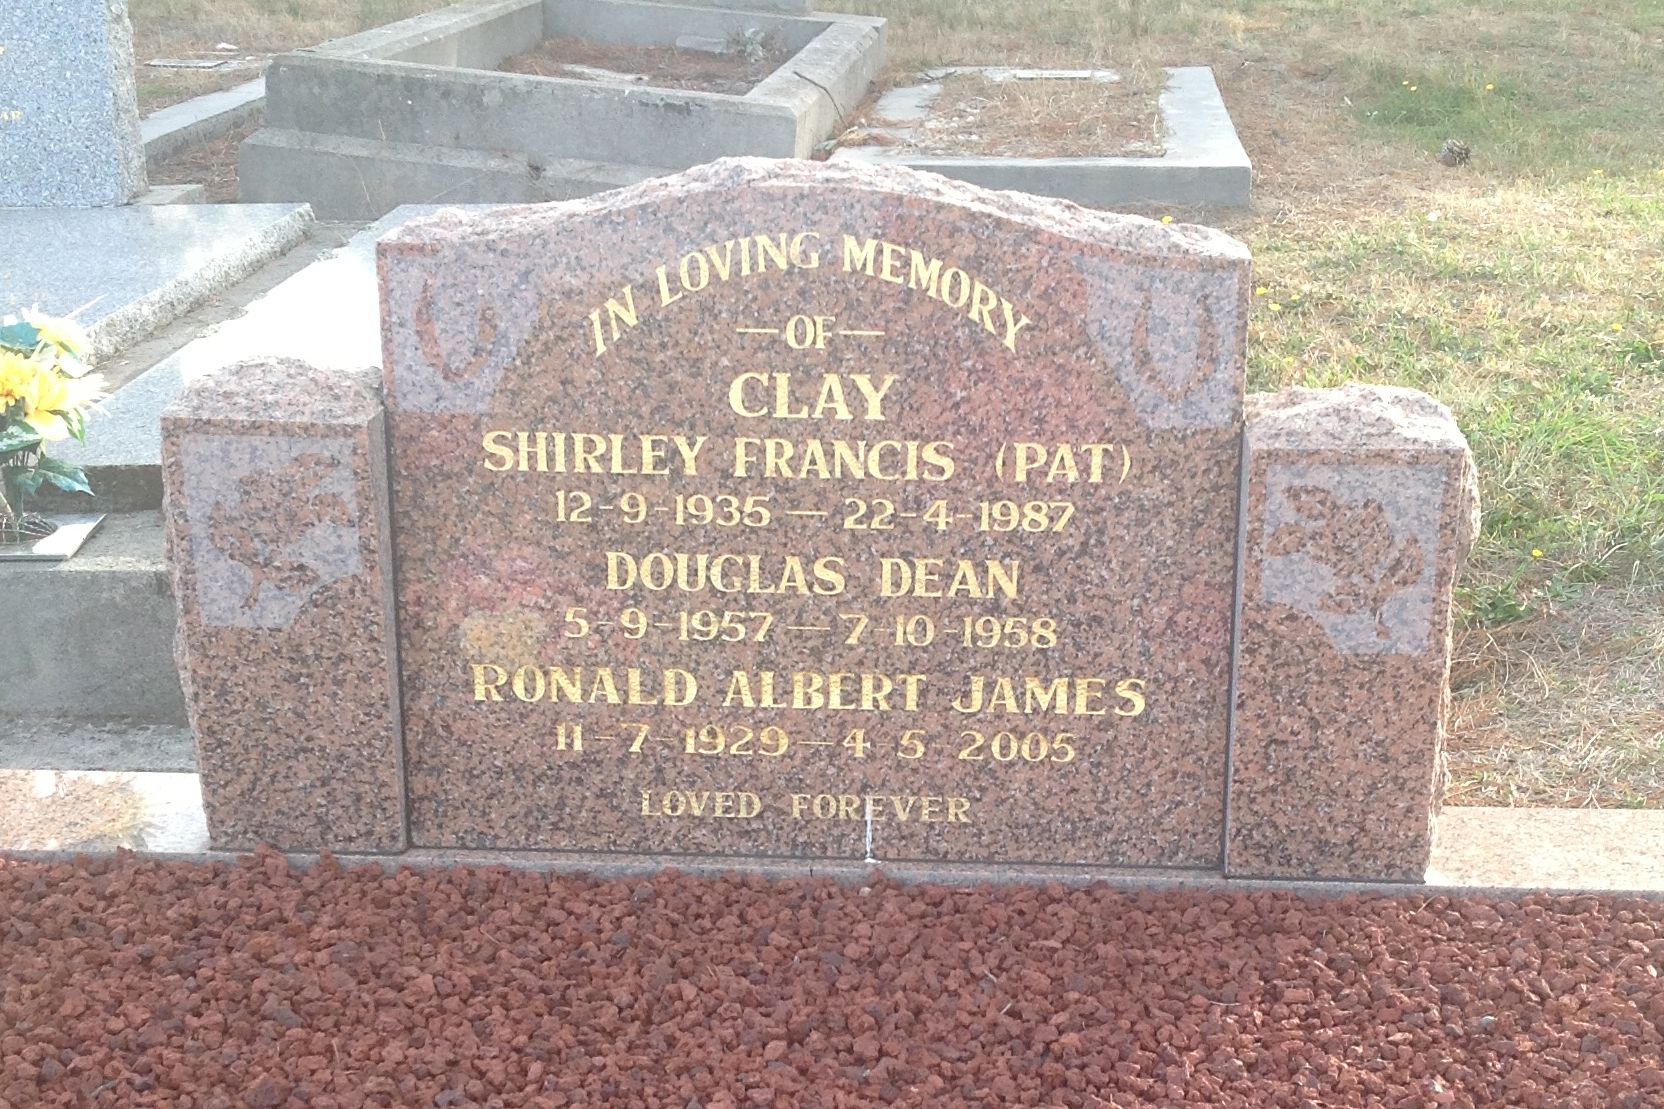 IN LOVING MEMORY
—OF—
CLAY
SHIRLEY FRANCIS (PAT)
12-9-1935 — 22-4-1987
DOUGLAS DEAN
5-9-1957 — 7-10-1958
RONALD ALBERT JAMES
11-7-1929 — 4-5-2005
LOVED FOREVER